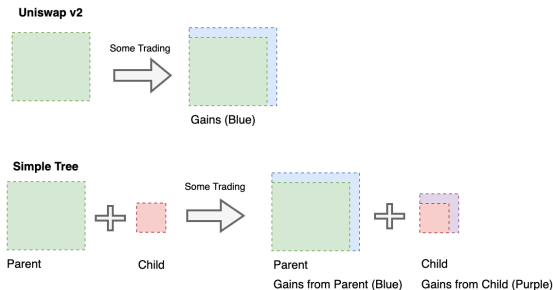 Uniswap v2
Some Trading
Gains (Blue)
Simple Tree
Some Trading
Parent
Child
Parent
Gains from Parent (Blue)
Child
Gains from Child (Purple)